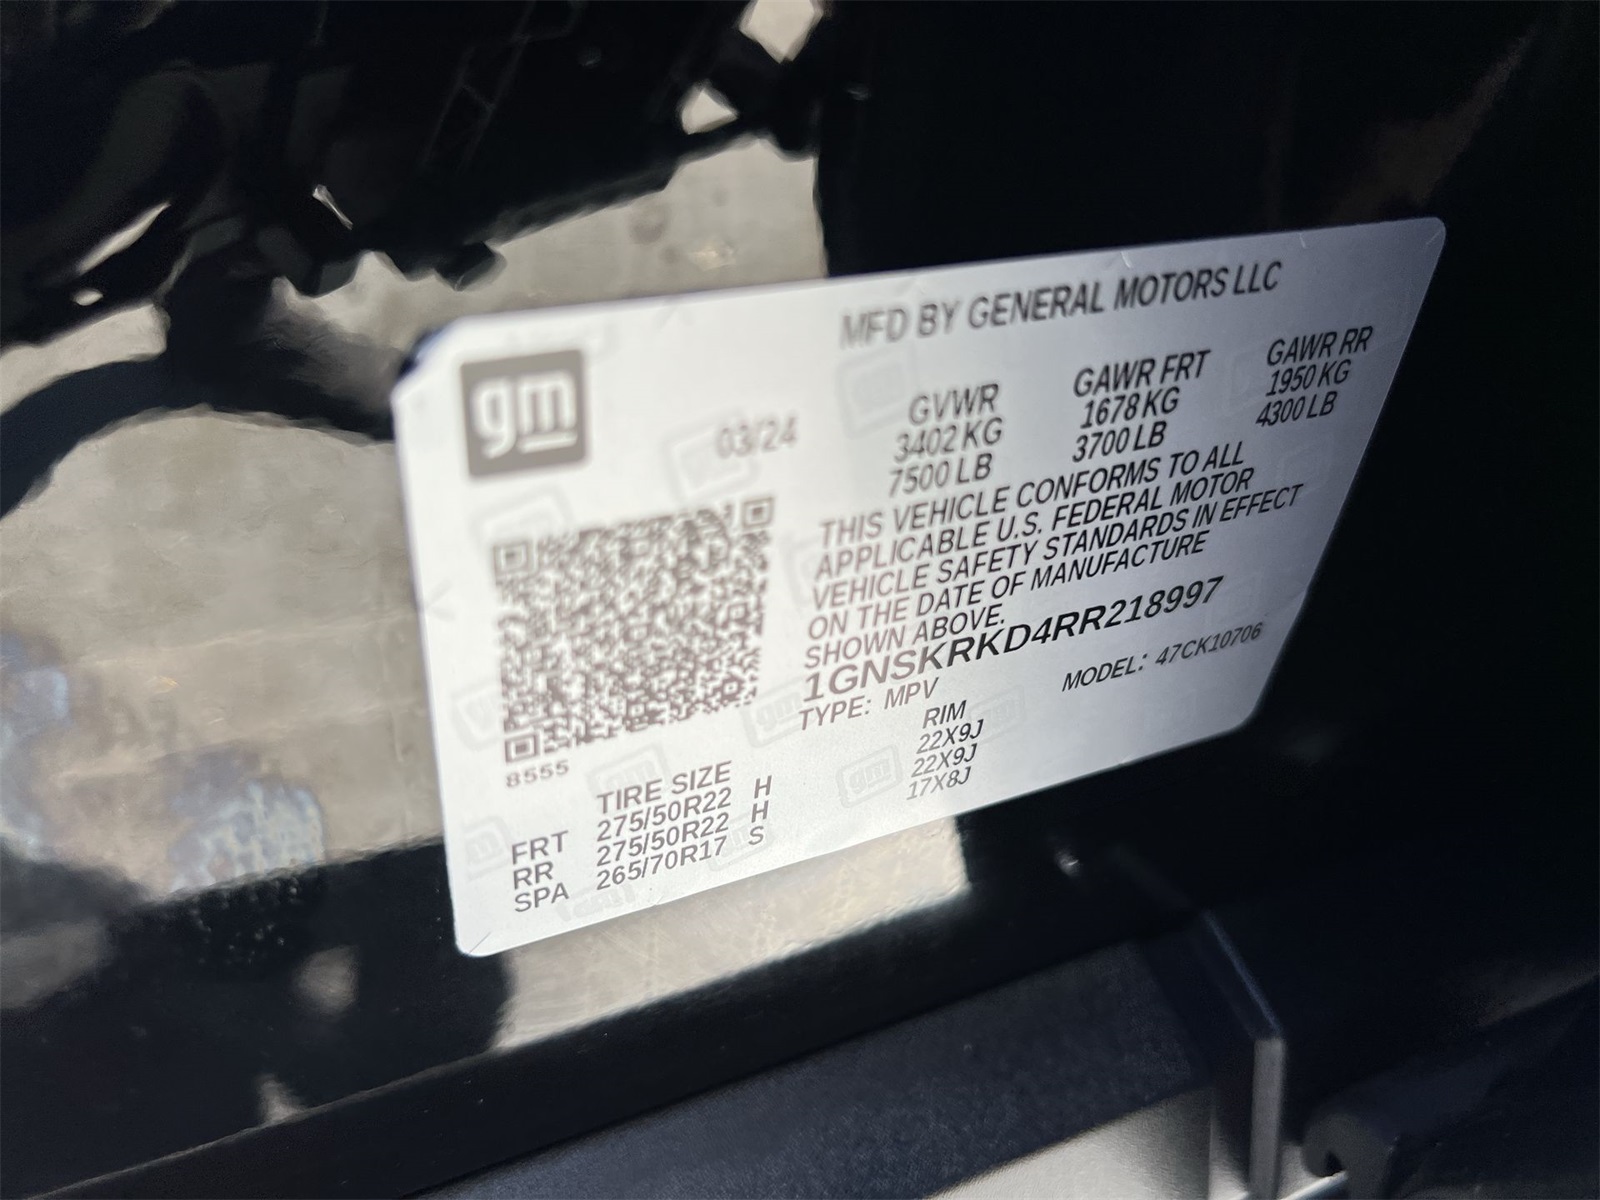 MFD BY GENERAL MOTORS LLC
gm
03/24
GVWR GAWR FRT GAWR RR
3402 KG 1678 KG 1950 KG
7500 LB 3700 LB 4300 LB
THIS VEHICLE CONFORMS TO ALL
APPLICABLE U.S. FEDERAL MOTOR
VEHICLE SAFETY STANDARDS IN EFFECT
ON THE DATE OF MANUFACTURE
SHOWN ABOVE.
1GNSKRKD4RR218997
TYPE: MPV MODEL: 47CK10706
8555
TIRE SIZE RIM
FRT 275/50R22 H 22X9J
RR 275/50R22 H 22X9J
SPA 265/70R17 S 17X8J